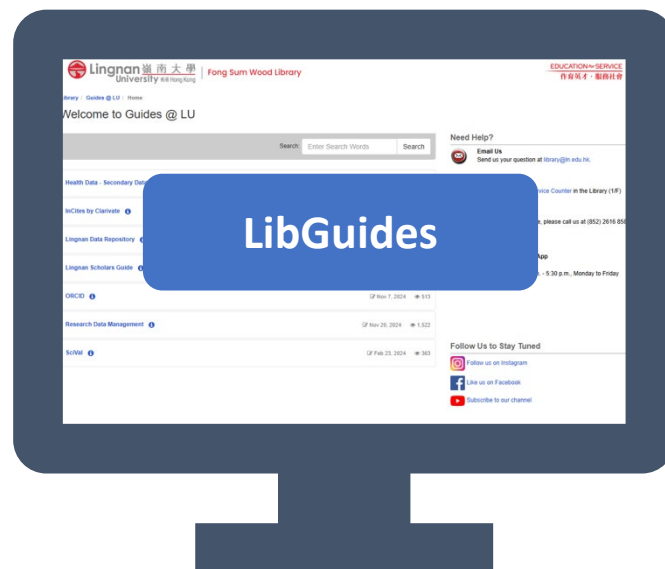 Lingnan 嶺南大學 Fong Sum Wood Library
University 香港 Hong Kong
EDUCATION for SERVICE
作育英才·服務社會
Guides @ LU Home
Welcome to Guides @ LU
Search Enter Search Words Search
Health Data - Secondary
InCites by Clarivate
Lingnan Data Repository
Lingnan Scholars Guide
ORCID Nov 7, 2024 513
Research Data Management Nov 20, 2024 1,522
SciVal Feb 23, 2024 363
LibGuides
Need Help?
Email Us
Send us your question at library@ln.edu.hk.
Counter in the Library (1/F)
please call us at (852) 2616
- 5:30 p.m., Monday to Friday
Follow Us to Stay Tuned
Follow us on Instagram
Like us on Facebook
Subscribe to our channel